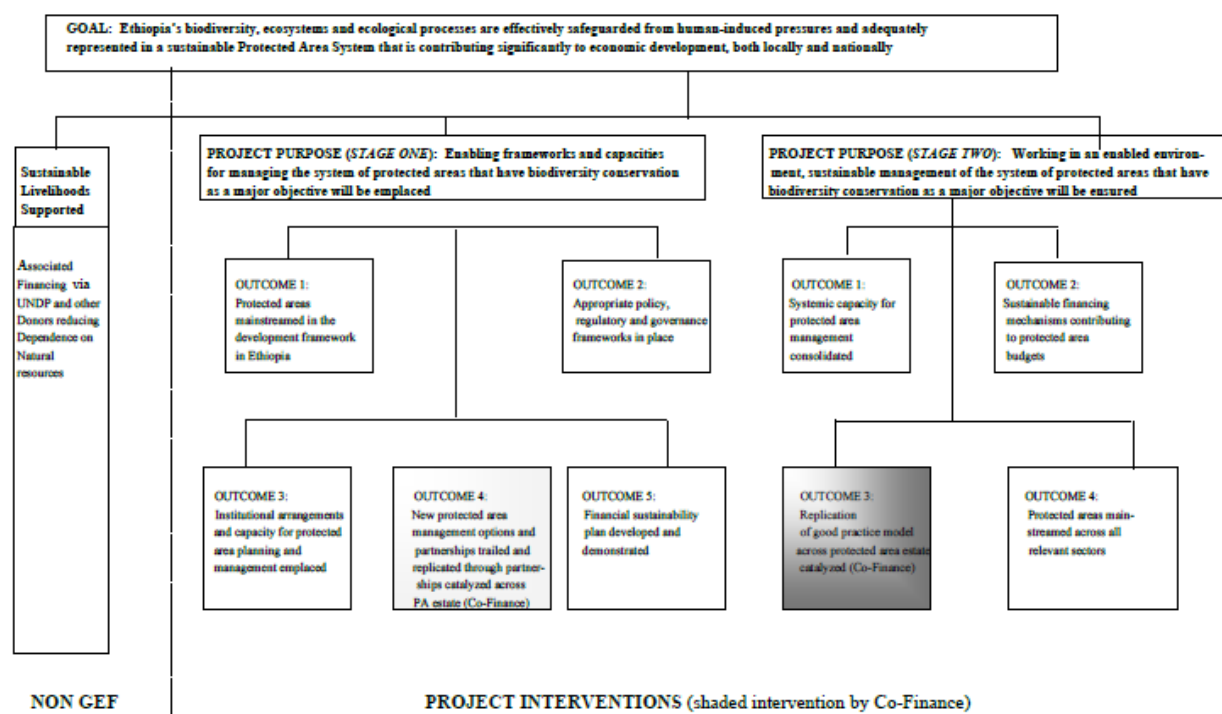 GOAL: Ethiopia's biodiversity, ecosystems and ecological processes are effectively safeguarded from human-induced pressures and adequately
represented in a sustainable Protected Area System that is contributing significantly to economic development, both locally and nationally
Sustainable
Livelihoods
Supported
Associated
Financing via
UNDP and other
Donors reducing
Dependence on
Natural
resources
PROJECT PURPOSE (STAGE ONE): Enabling frameworks and capacities
for managing the system of protected areas that have biodiversity conservation
as a major objective will be emplaced
PROJECT PURPOSE (STAGE TWO): Working in an enabled environ-
ment, sustainable management of the system of protected areas that have
biodiversity conservation as a major objective will be ensured
OUTCOME 1:
Protected areas
mainstreamed in the
development framework
in Ethiopia
OUTCOME 2:
Appropriate policy,
regulatory and governance
frameworks in place
OUTCOME 1:
Systemic capacity for
protected area
management
consolidated
OUTCOME 2:
Sustainable financing
mechanisms contributing
to protected area
budgets
OUTCOME 3:
Institutional arrangements
and capacity for protected
area planning and
management emplaced
OUTCOME 4:
New protected area
management options and
partnerships trailed and
replicated through partner-
ships catalyzed across
PA estate (Co-Finance)
OUTCOME 5:
Financial sustainability
plan developed and
demonstrated
OUTCOME 3:
Replication
of good practice model
across protected area estate
catalyzed (Co-Finance)
OUTCOME 4:
Protected areas main-
streamed across all
relevant sectors
NON GEF
PROJECT INTERVENTIONS (shaded intervention by Co-Finance)